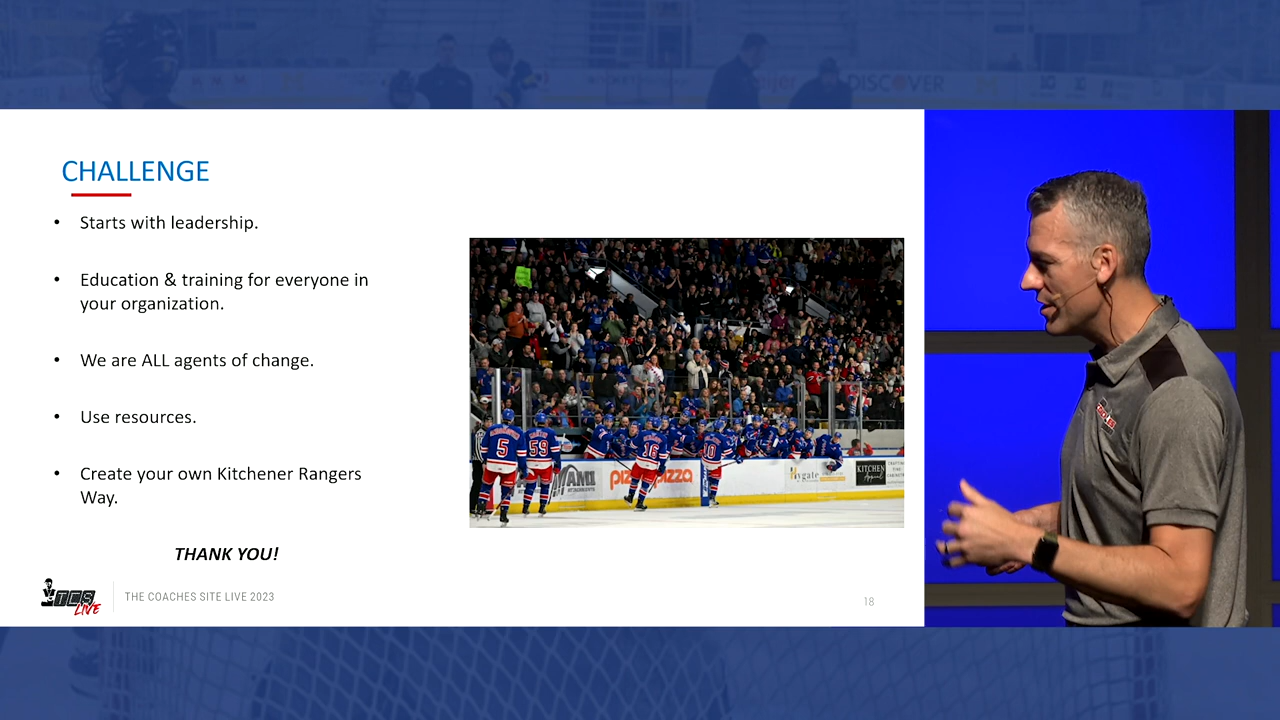 DISCOVER
CHALLENGE
• Starts with leadership.
• Education & training for everyone in
your organization.
• We are ALL agents of change.
• Use resources.
• Create your own Kitchener Rangers
Way.
THANK YOU!
5
59
16
10
pizza pizza
KITCHEN
TCS
LIVE
THE COACHES SITE LIVE 2023
18